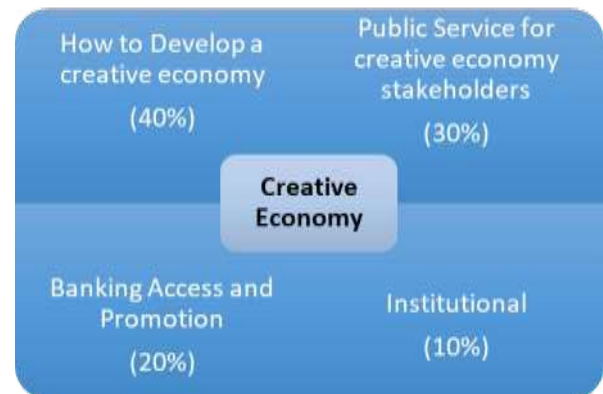 How to Develop a
creative economy
(40%)
Public Service for
creative economy
stakeholders
(30%)
Creative
Economy
Banking Access and
Promotion
(20%)
Institutional
(10%)